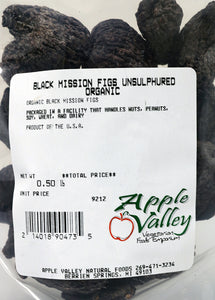 BLACK MISSION FIGS UNSULPHURED
ORGANIC
ORGANIC BLACK MISSION FIGS
PACKAGED IN A FACILITY THAT HANDLES NUTS, PEANUTS,
SOY, WHEAT, AND DAIRY
PRODUCT OF THE U.S.A.
NET WT **TOTAL PRICE**
0.50 lb
UNIT PRICE
9212
2 14018 90473 5
Apple
Valley
Vegetarian
Foods Emporium
APPLE VALLEY NATURAL FOODS 269-471-3234
BERRIEN SPRINGS, MI 49103